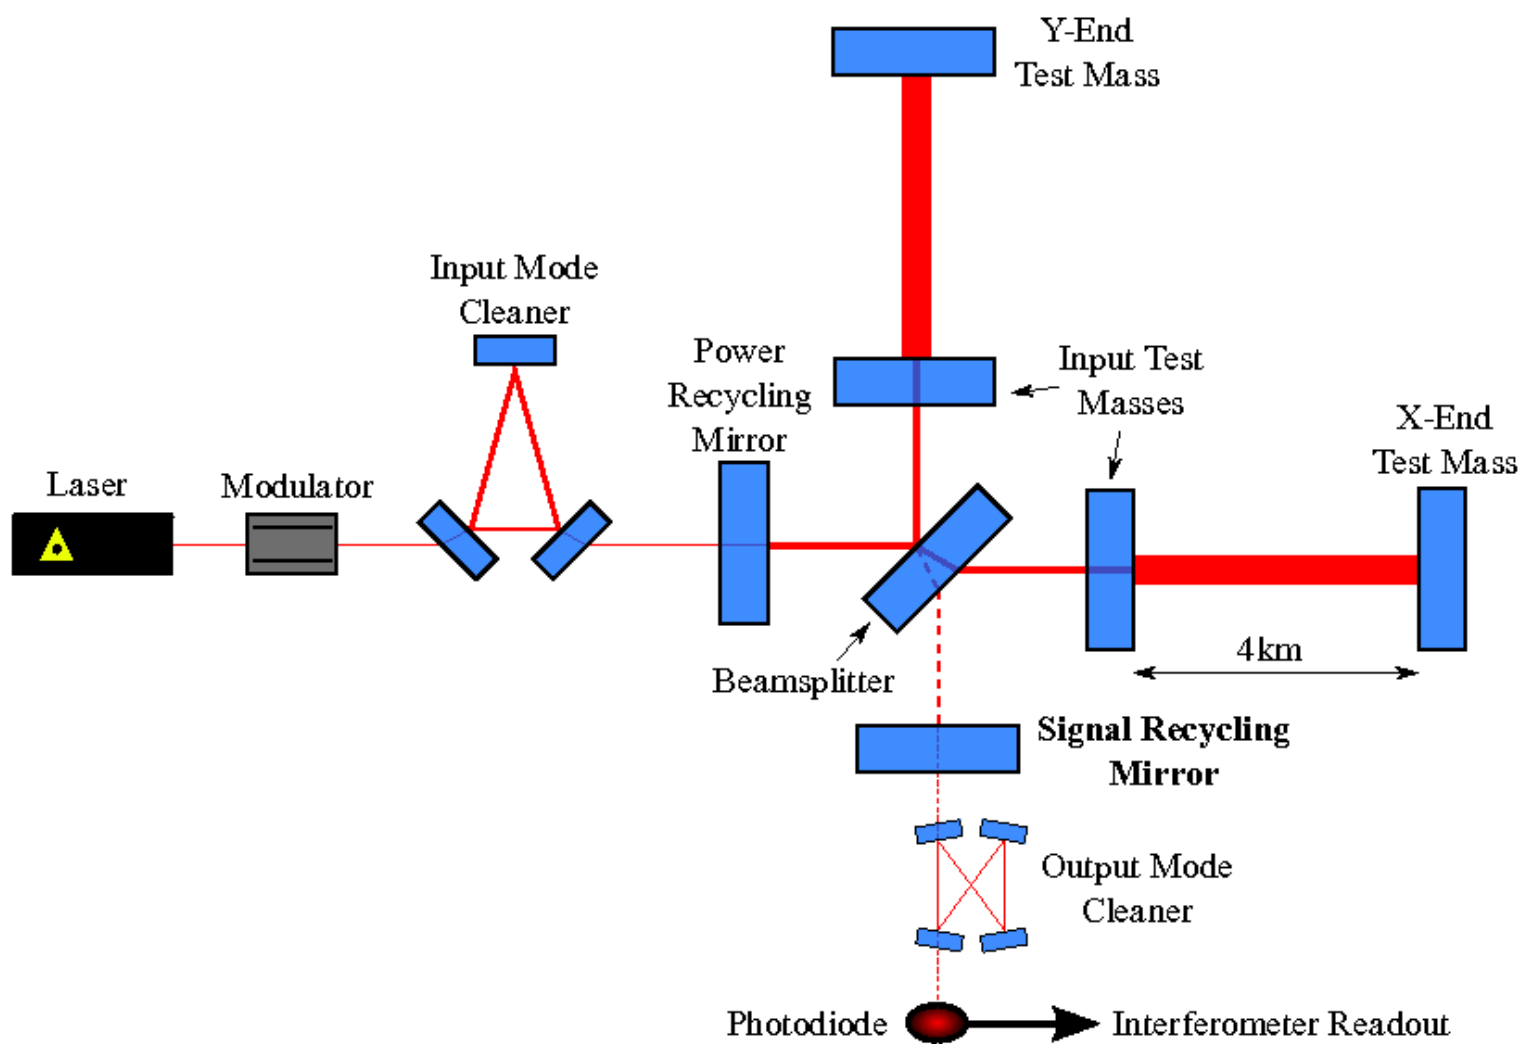 Y-End
Test Mass
Input Mode
Cleaner
Power
Recycling
Mirror
Input Test
Masses
X-End
Test Mass
Laser
Modulator
4km
Beamsplitter
Signal Recycling
Mirror
Output Mode
Cleaner
Photodiode
Interferometer Readout